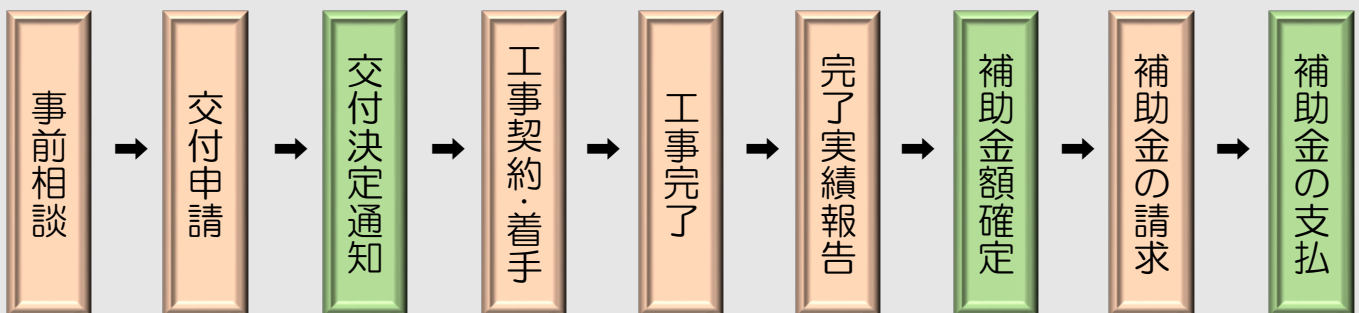 事前相談
交付申請
交付決定通知
工事契約・着手
工事完了
完了実績報告
補助金額確定
補助金の請求
補助金の支払